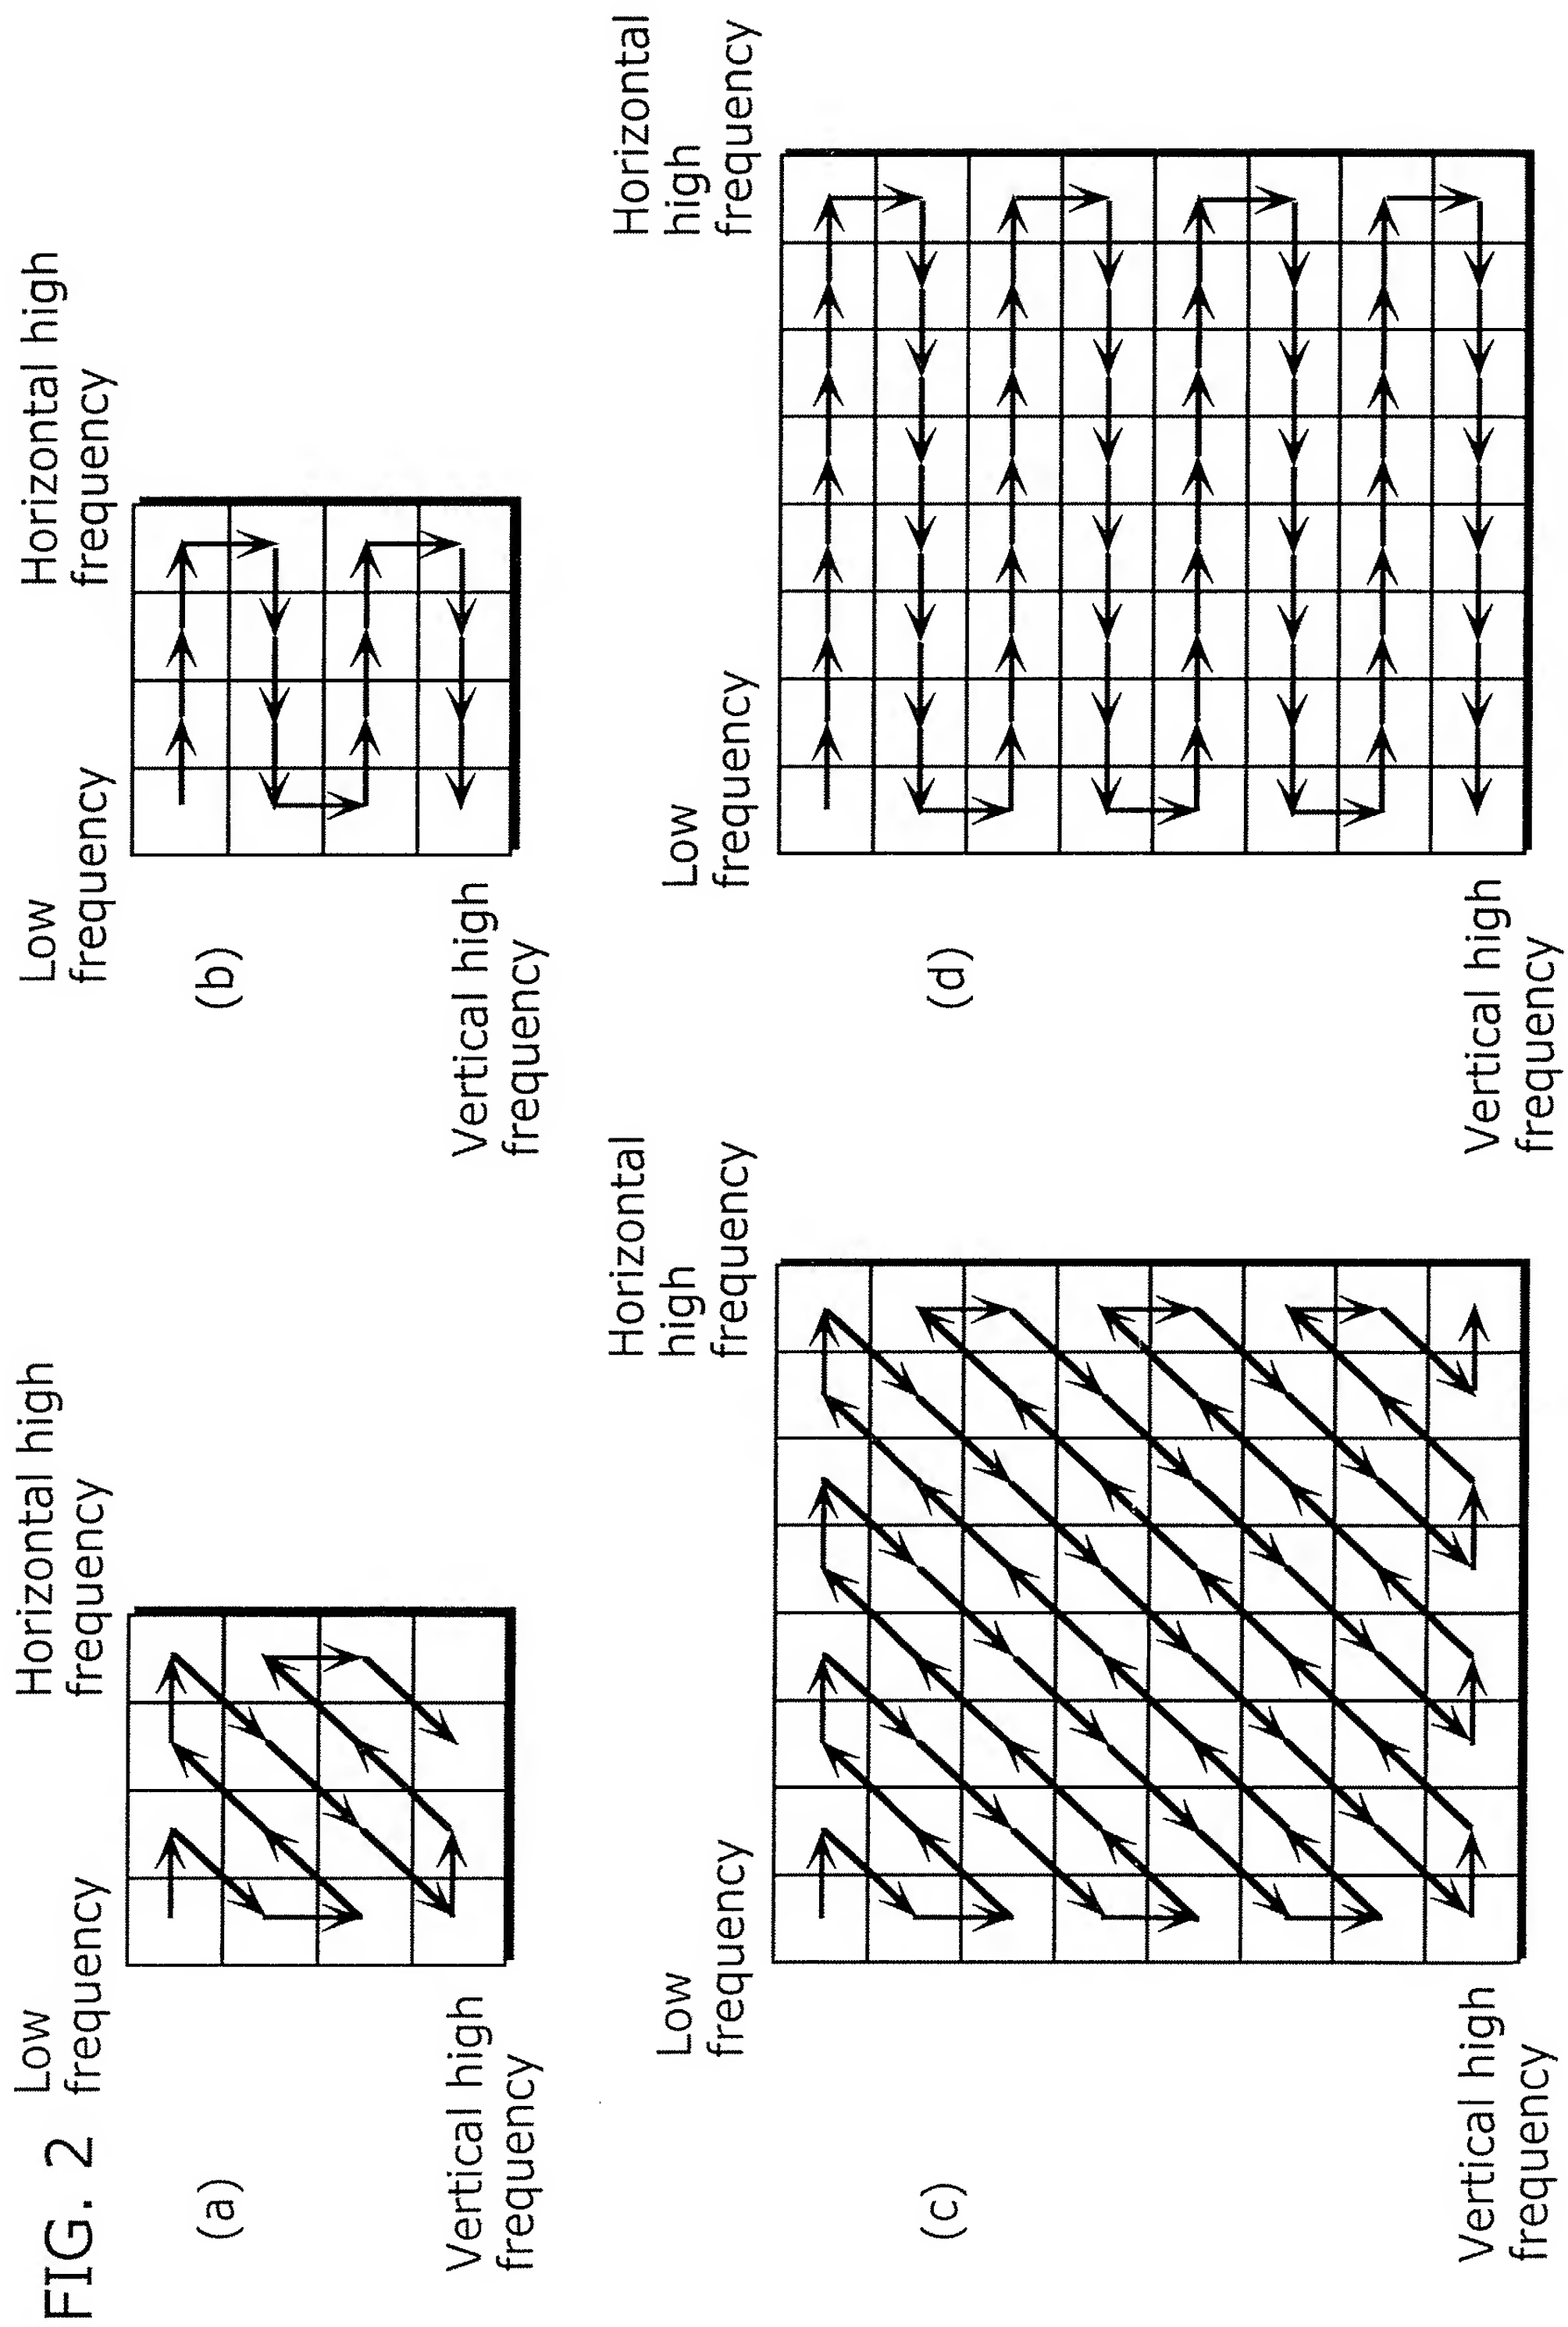 FIG. 2
(a)
Low
frequency
Horizontal high
frequency
Vertical high
frequency
(b)
Low
frequency
Horizontal high
frequency
Vertical high
frequency
(c)
Low
frequency
Horizontal
high
frequency
Vertical high
frequency
(d)
Low
frequency
Horizontal
high
frequency
Vertical high
frequency